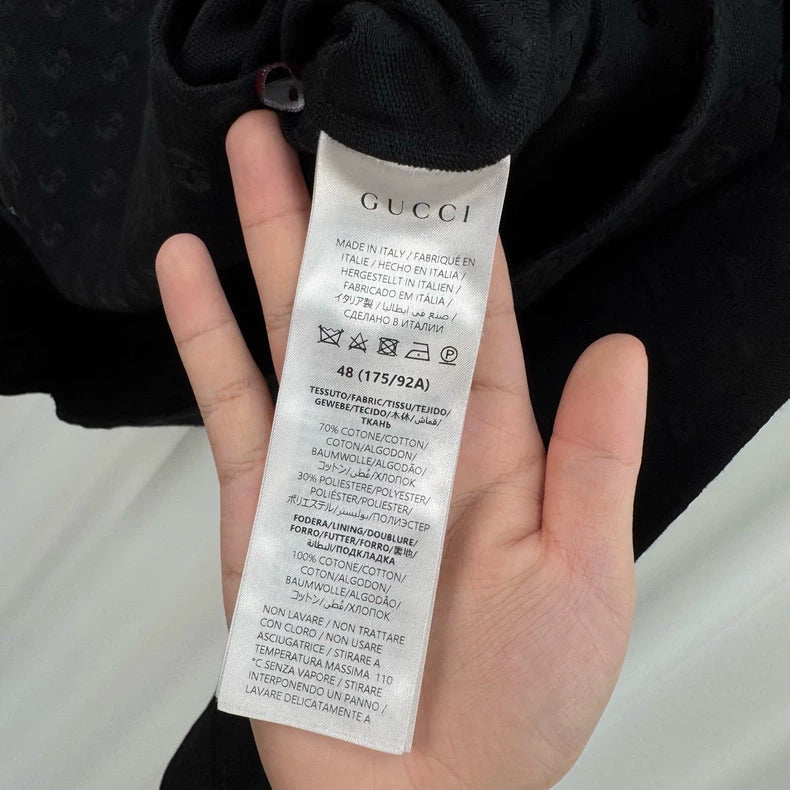 GUCCI
MADE IN ITALY / FABRIQUÉ EN
ITALIE / HECHO EN ITALIA /
HERGESTELLT IN ITALIEN /
FABRICADO EM ITÁLIA /
イタリア製 / صنع في ايطاليا /
СДЕЛАНО В ИТАЛИИ
P
48 (175/92A)
TESSUTO/FABRIC/TISSU/TEJIDO/
GEWEBE/TECIDO/本体/قماش/
ТКАНЬ
70% COTONE/COTTON/
COTON/ALGODON/
BAUMWOLLE/ALGODÃO/
コットン/قطن/ХЛОПОК
30% POLIESTERE/POLYESTER/
POLIÉSTER/POLIÉSTER/
ポリエステル/بوليستر/ПОЛИЭСТЕР
FODERA/LINING/DOUBLURE/
FORRO/FUTTER/FORRO/裏地/
البطانة/ПОДКЛАДКА
100% COTONE/COTTON/
COTON/ALGODON/
BAUMWOLLE/ALGODÃO/
コットン/قطن/ХЛОПОК
NON LAVARE / NON TRATTARE
CON CLORO / NON USARE
ASCIUGATRICE / STIRARE A
TEMPERATURA MASSIMA 110
°C SENZA VAPORE / STIRARE
INTERPONENDO UN PANNO /
LAVARE DELICATAMENTE A